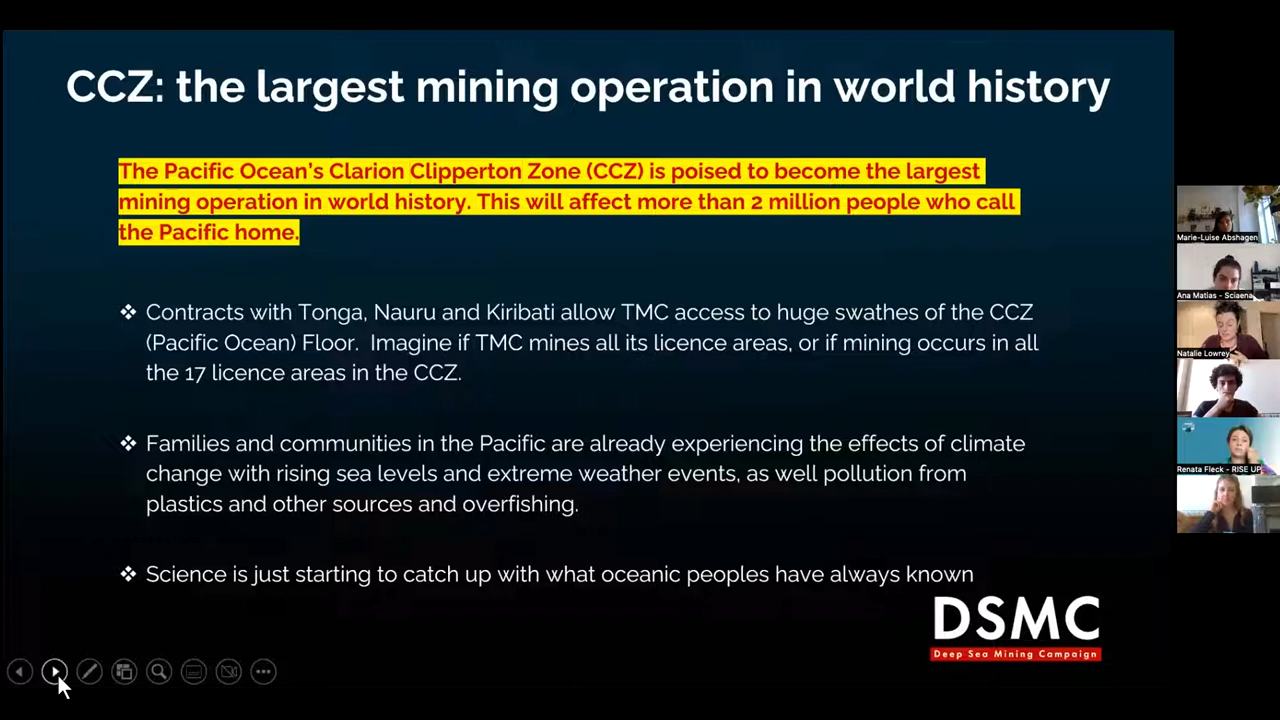 CCZ: the largest mining operation in world history
The Pacific Ocean's Clarion Clipperton Zone (CCZ) is poised to become the largest
mining operation in world history. This will affect more than 2 million people who call
the Pacific home.
❖ Contracts with Tonga, Nauru and Kiribati allow TMC access to huge swathes of the CCZ
(Pacific Ocean) Floor. Imagine if TMC mines all its licence areas, or if mining occurs in all
the 17 licence areas in the CCZ.
❖ Families and communities in the Pacific are already experiencing the effects of climate
change with rising sea levels and extreme weather events, as well pollution from
plastics and other sources and overfishing.
❖ Science is just starting to catch up with what oceanic peoples have always known
DSMC
Deep Sea Mining Campaign
Marie-Luise Abshagen
Ana Matias - Sciaena
Natalie Lowrey
Renata Fleck - RISE UP